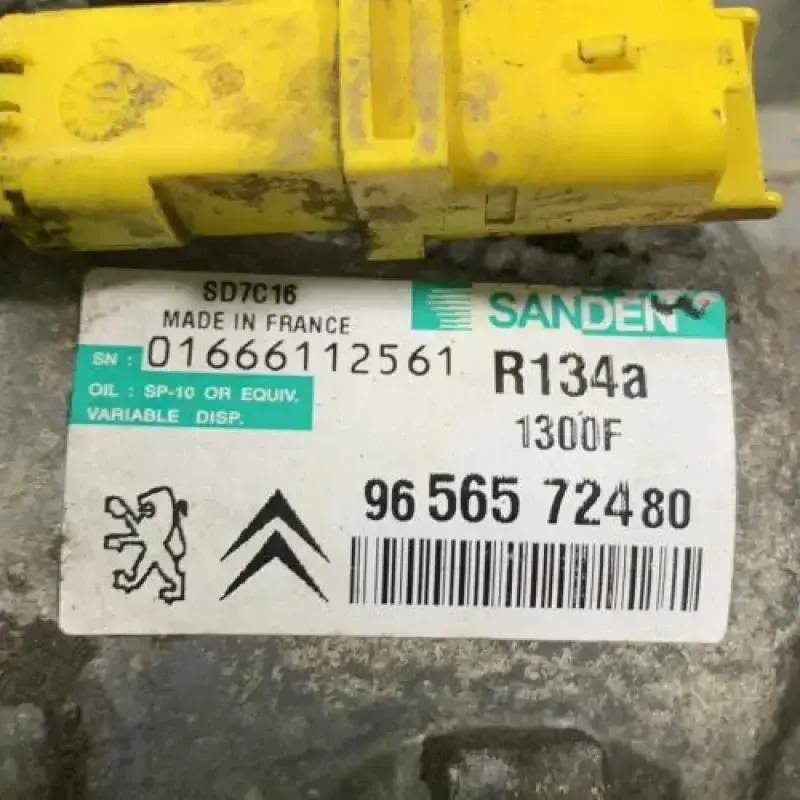 SD7C16
MADE IN FRANCE
SANDEN
SN : 01666112561
R134a
OIL : SP-10 OR EQUIV.
VARIABLE DISP.
1300F
96 565 724 80